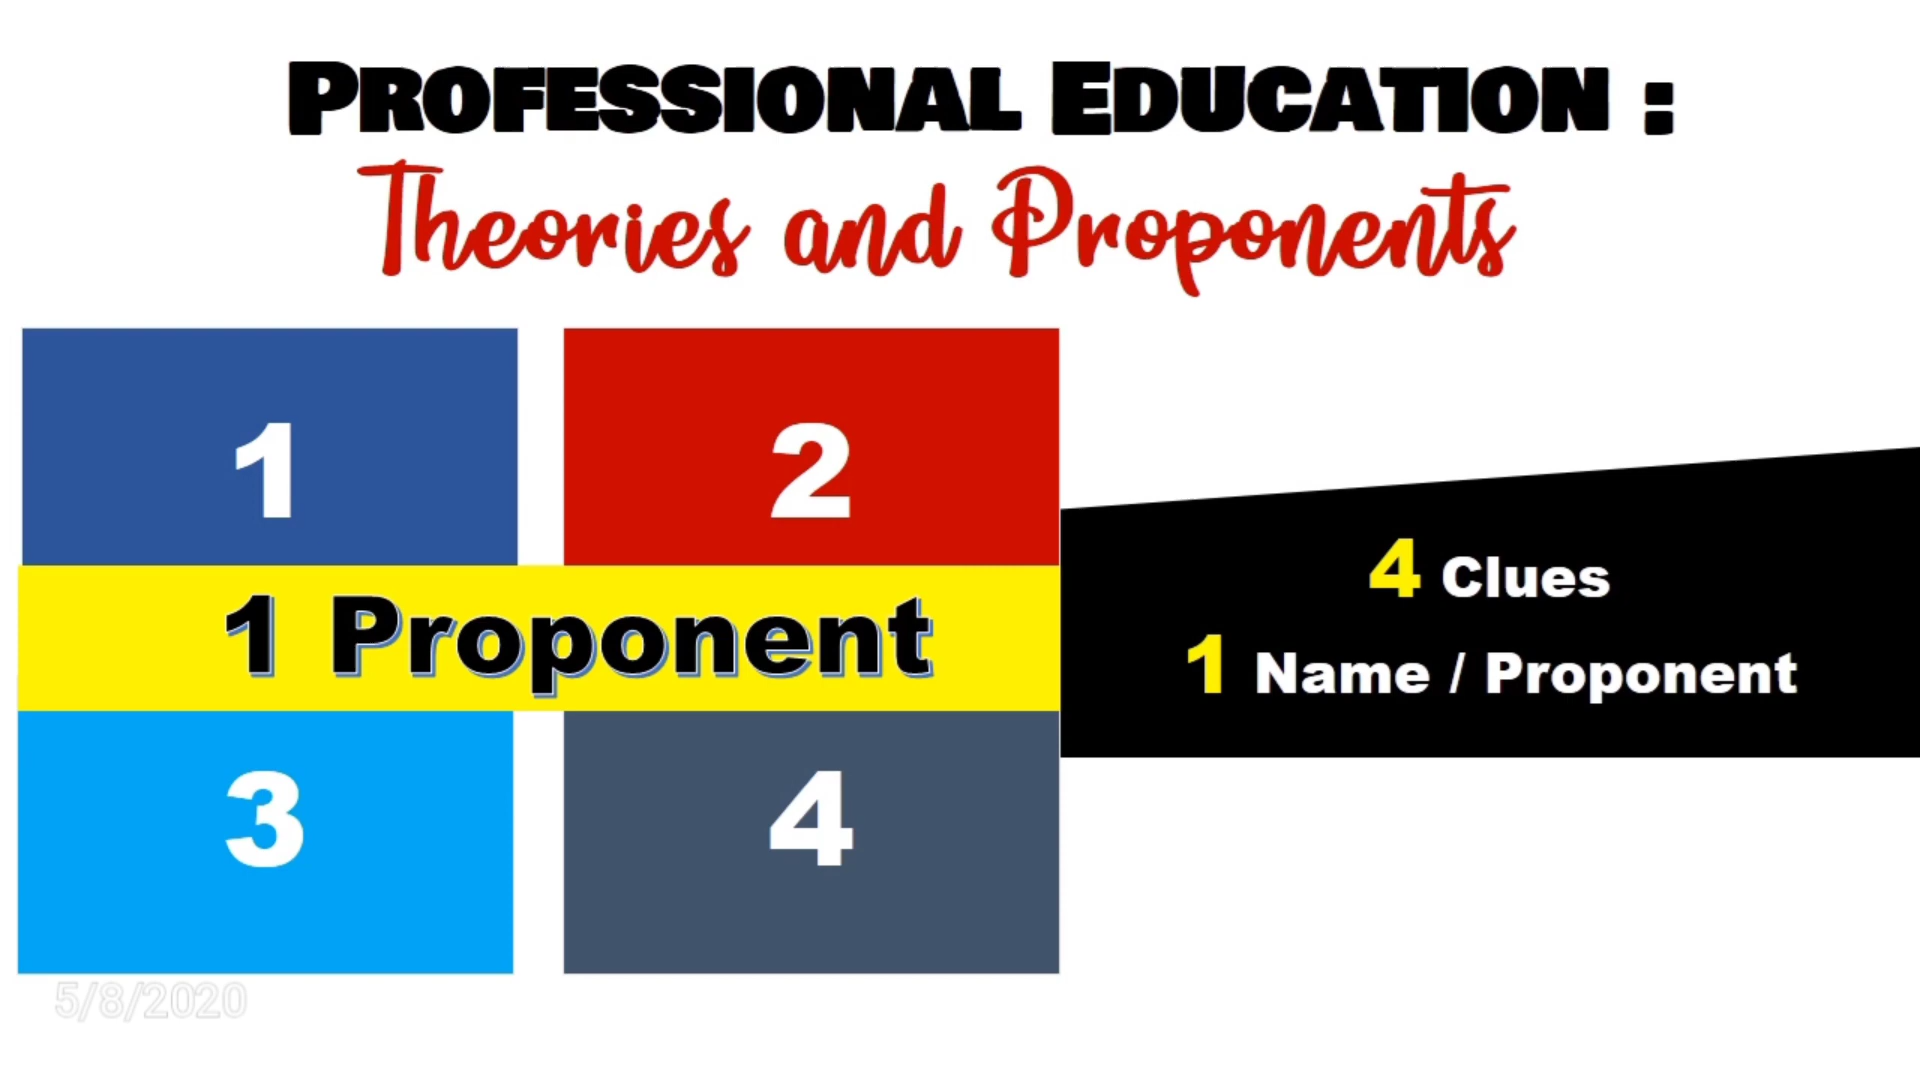 PROFESSIONAL EDUCATION :
Theories and Proponents
1
2
1 Proponent
3
4
4 Clues
1 Name / Proponent
5/8/2020